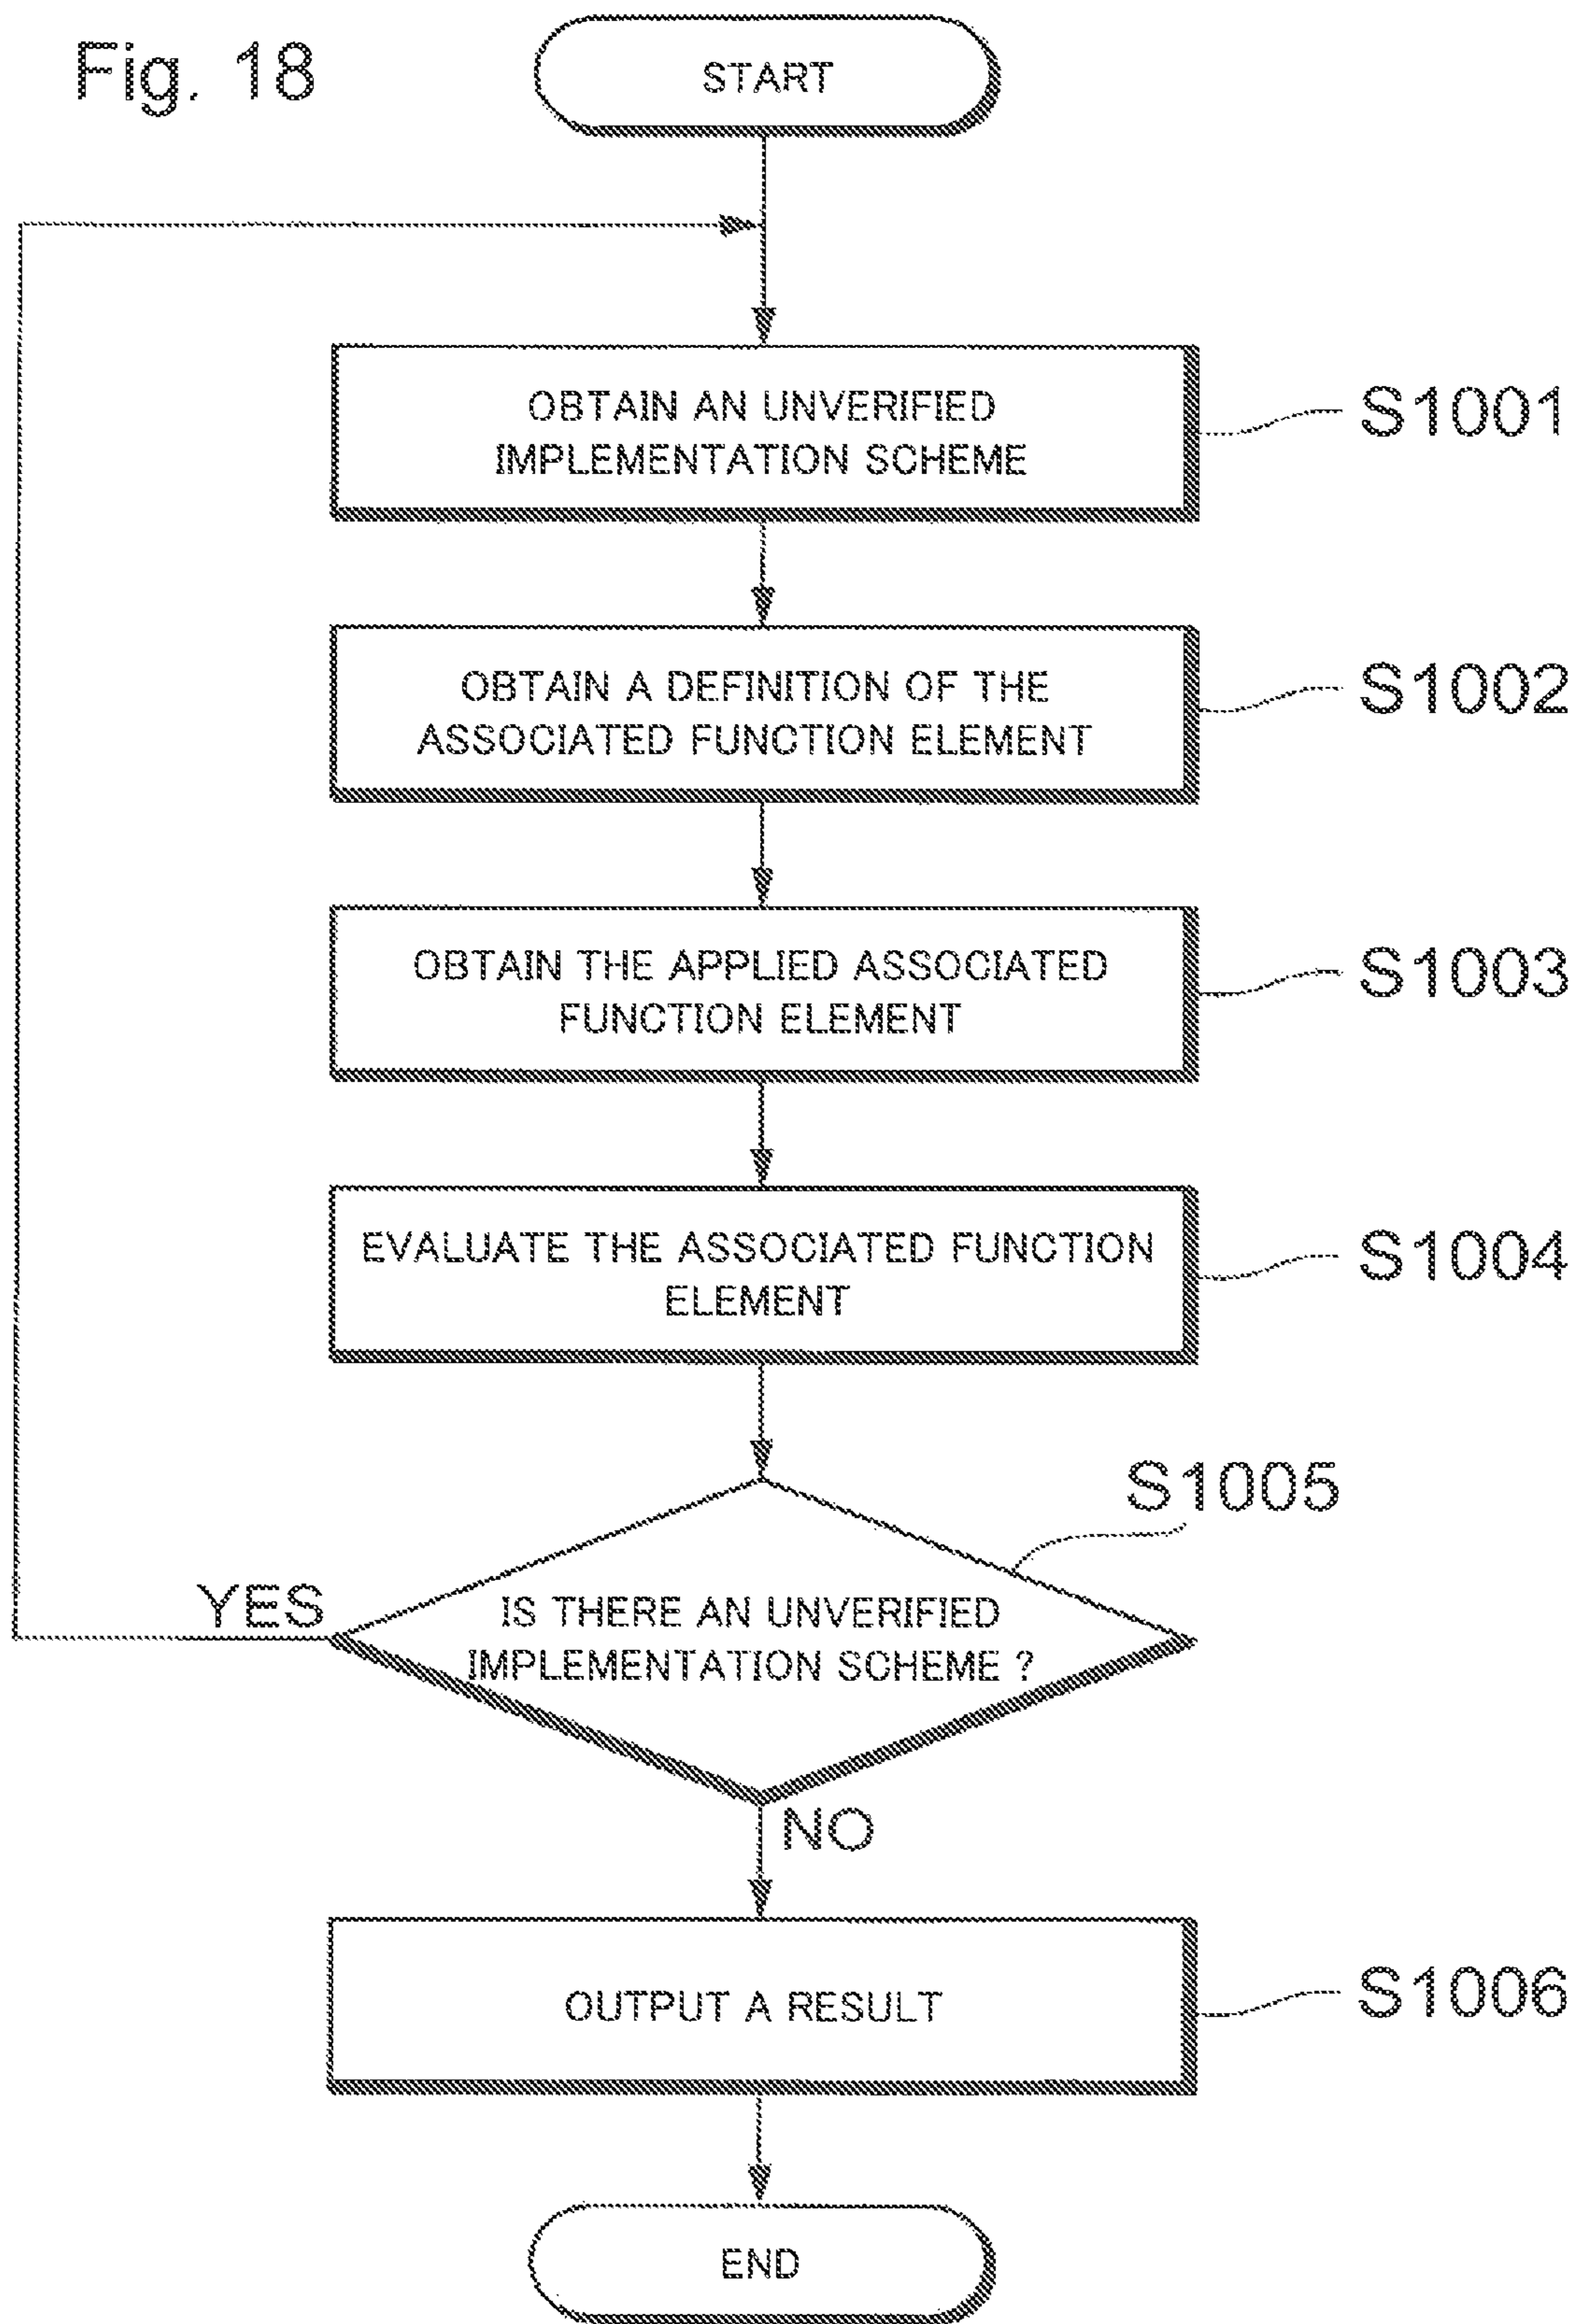 Fig. 18
START
OBTAIN AN UNVERIFIED
IMPLEMENTATION SCHEME
S1001
OBTAIN A DEFINITION OF THE
ASSOCIATED FUNCTION ELEMENT
S1002
OBTAIN THE APPLIED ASSOCIATED
FUNCTION ELEMENT
S1003
EVALUATE THE ASSOCIATED FUNCTION
ELEMENT
S1004
S1005
YES
IS THERE AN UNVERIFIED
IMPLEMENTATION SCHEME ?
NO
OUTPUT A RESULT
S1006
END